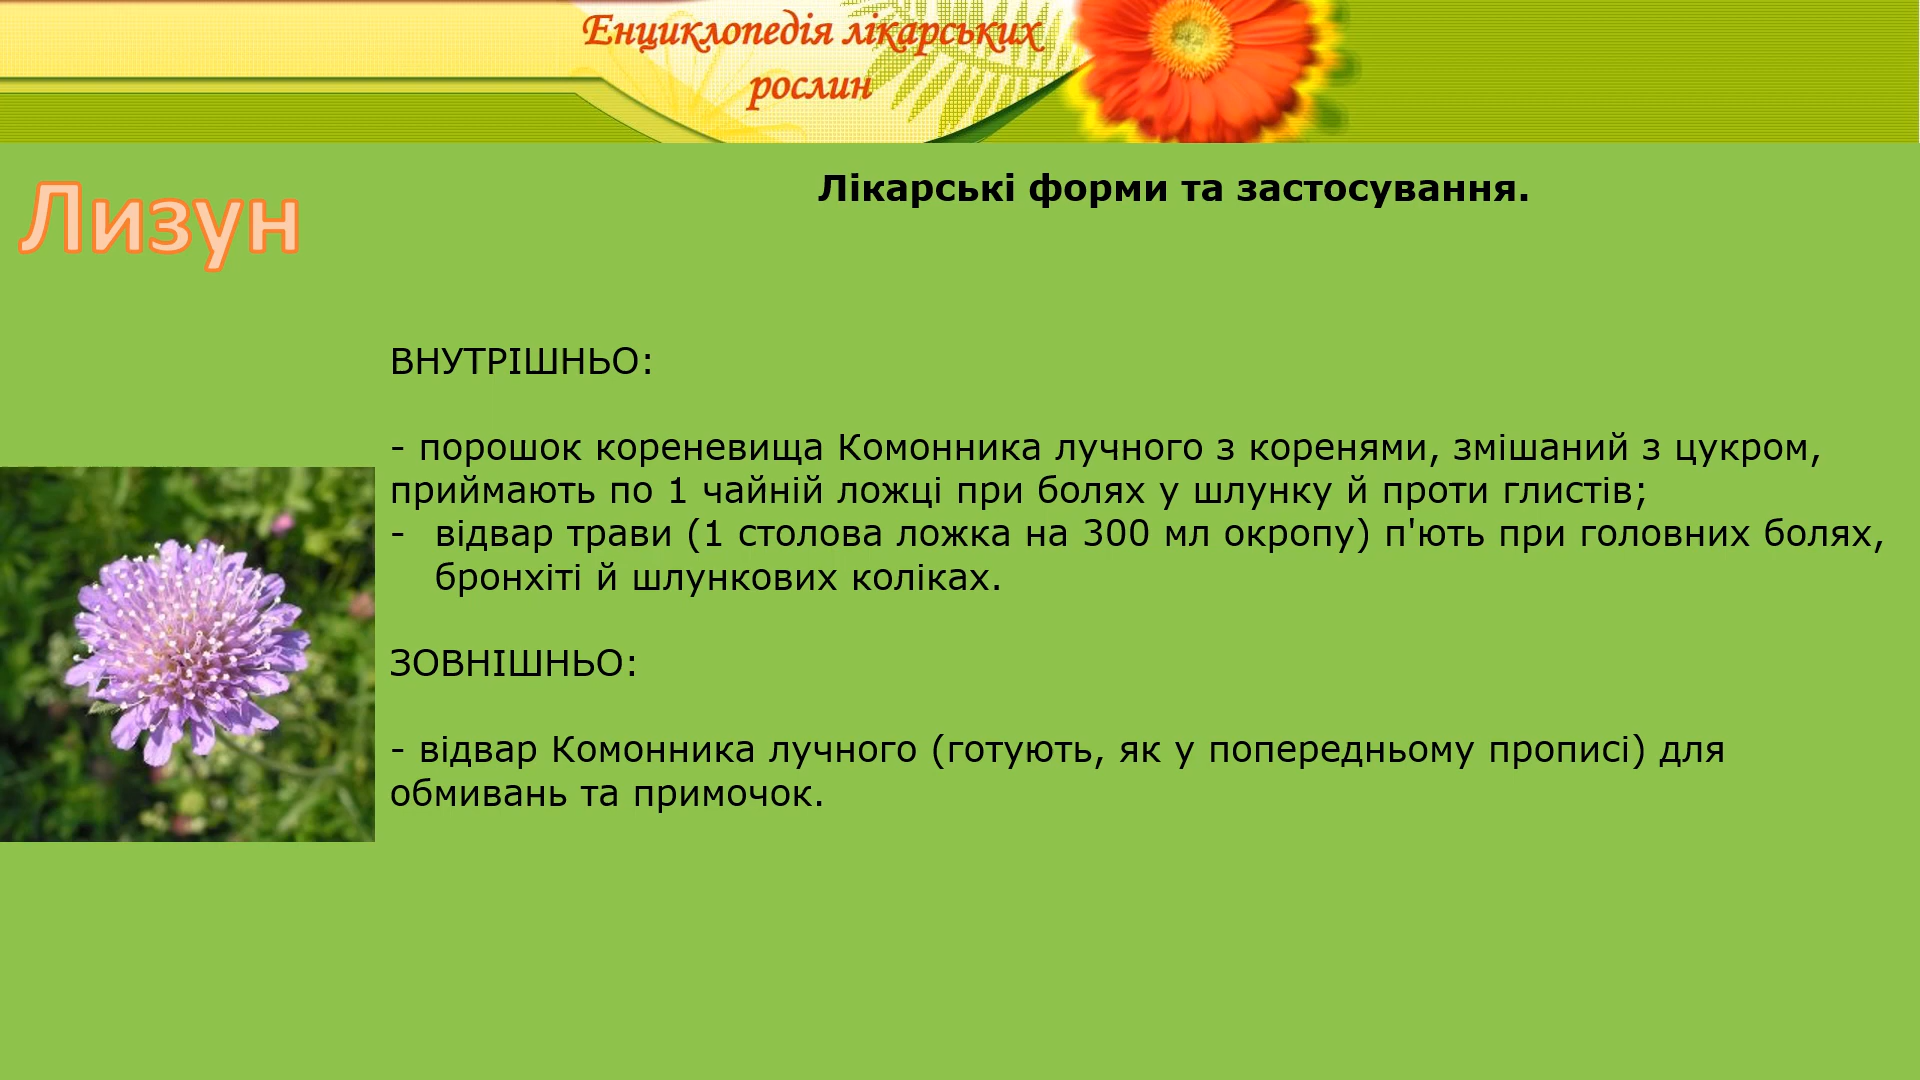 Енциклопедія лікарських
рослин
Лизун
Лікарські форми та застосування.
ВНУТРІШНЬО:
- порошок кореневища Комонника лучного з коренями, змішаний з цукром,
приймають по 1 чайній ложці при болях у шлунку й проти глистів;
- відвар трави (1 столова ложка на 300 мл окропу) п'ють при головних болях,
бронхіті й шлункових коліках.
ЗОВНІШНЬО:
- відвар Комонника лучного (готують, як у попередньому прописі) для
обмивань та примочок.